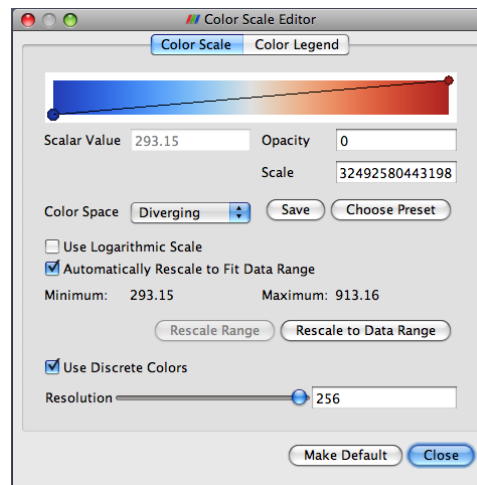 Color Scale Editor
Color Scale Color Legend
Scalar Value 293.15 Opacity 0
Scale 32492580443198
Color Space Diverging Save Choose Preset
Use Logarithmic Scale
Automatically Rescale to Fit Data Range
Minimum: 293.15 Maximum: 913.16
Rescale Range Rescale to Data Range
Use Discrete Colors
Resolution 256
Make Default Close